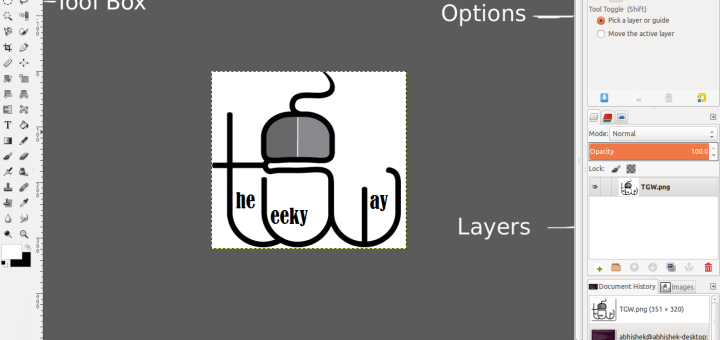 Tool Box
Options
Tool Toggle (Shift)
Pick a layer or guide
Move the active layer
Mode: Normal
Opacity 100.0
Lock:
TGW.png
he
eeky
ay
Layers
Document History
Images
TGW.png (351 × 320)
abhishek@abhishek-desktop: